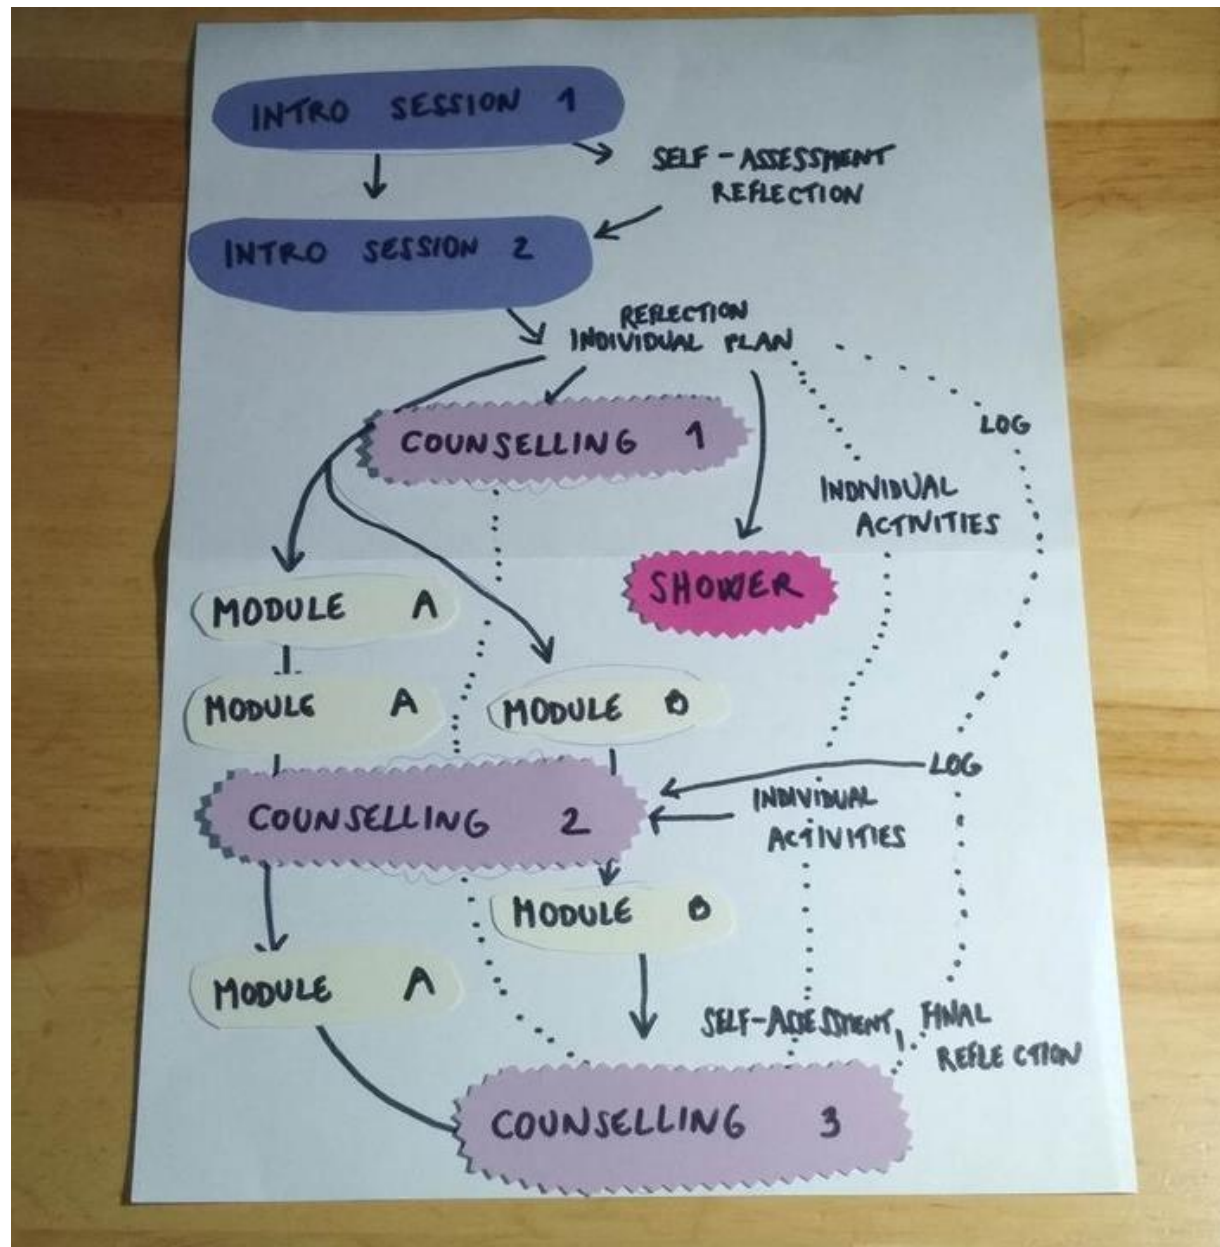 INTRO SESSION 1
SELF-ASSESSMENT
REFLECTION
INTRO SESSION 2
REFLECTION
INDIVIDUAL PLAN
COUNSELLING 1
LOG
INDIVIDUAL
ACTIVITIES
SHOWER
MODULE A
MODULE A
MODULE B
LOG
INDIVIDUAL
ACTIVITIES
COUNSELLING 2
MODULE B
MODULE A
SELF-ASSESSMENT, FINAL
REFLECTION
COUNSELLING 3